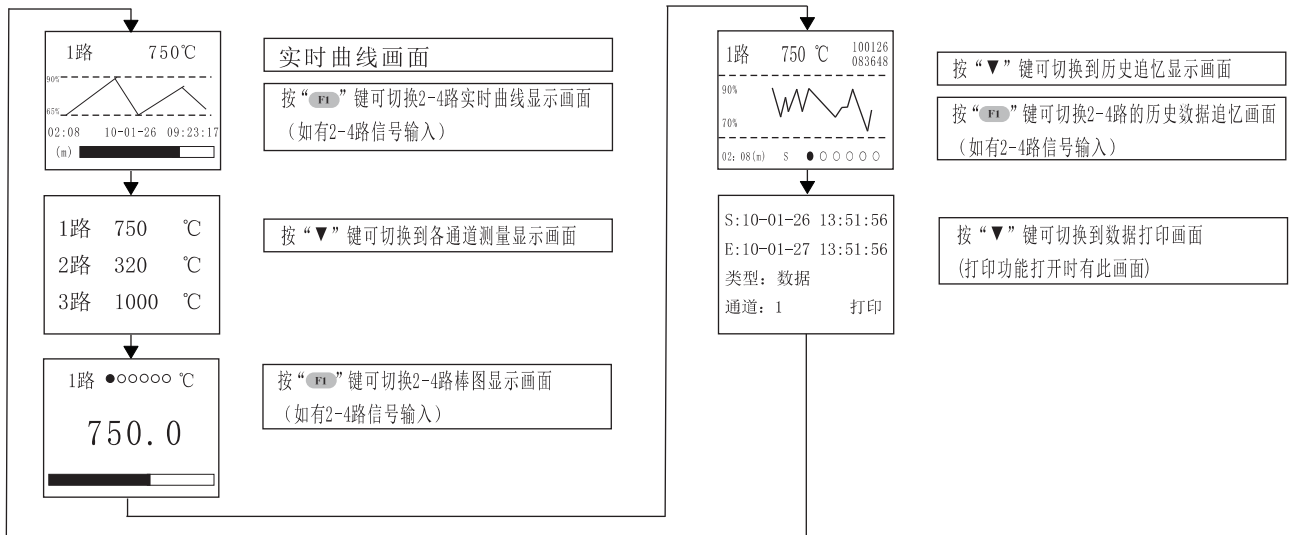 1路 750℃
90%
65%
02:08 10-01-26 09:23:17
(m)
实时曲线画面
按“F1”键可切换2-4路实时曲线显示画面
（如有2-4路信号输入）
1路 750 ℃
2路 320 ℃
3路 1000 ℃
按“▼”键可切换到各通道测量显示画面
1路 ●○○○○○ ℃
750.0
按“F1”键可切换2-4路棒图显示画面
（如有2-4路信号输入）
1路 750 ℃ 100126
083648
90%
70%
02: 08(m) S ●○○○○○
按“▼”键可切换到历史追忆显示画面
按“F1”键可切换2-4路的历史数据追忆画面
（如有2-4路信号输入）
S:10-01-26 13:51:56
E:10-01-27 13:51:56
类型: 数据
通道: 1 打印
按“▼”键可切换到数据打印画面
(打印功能打开时有此画面)